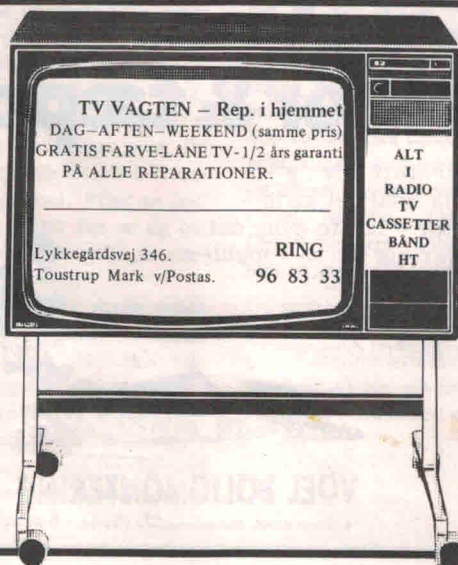 TV VAGTEN – Rep. i hjemmet
DAG–AFTEN–WEEKEND (samme pris)
GRATIS FARVE-LÅNE TV-1/2 års garanti
PÅ ALLE REPARATIONER.
Lykkegårdsvej 346.
Toustrup Mark v/Postas.
RING
96 83 33
ALT
I
RADIO
TV
CASSETTER
BÅND
HT